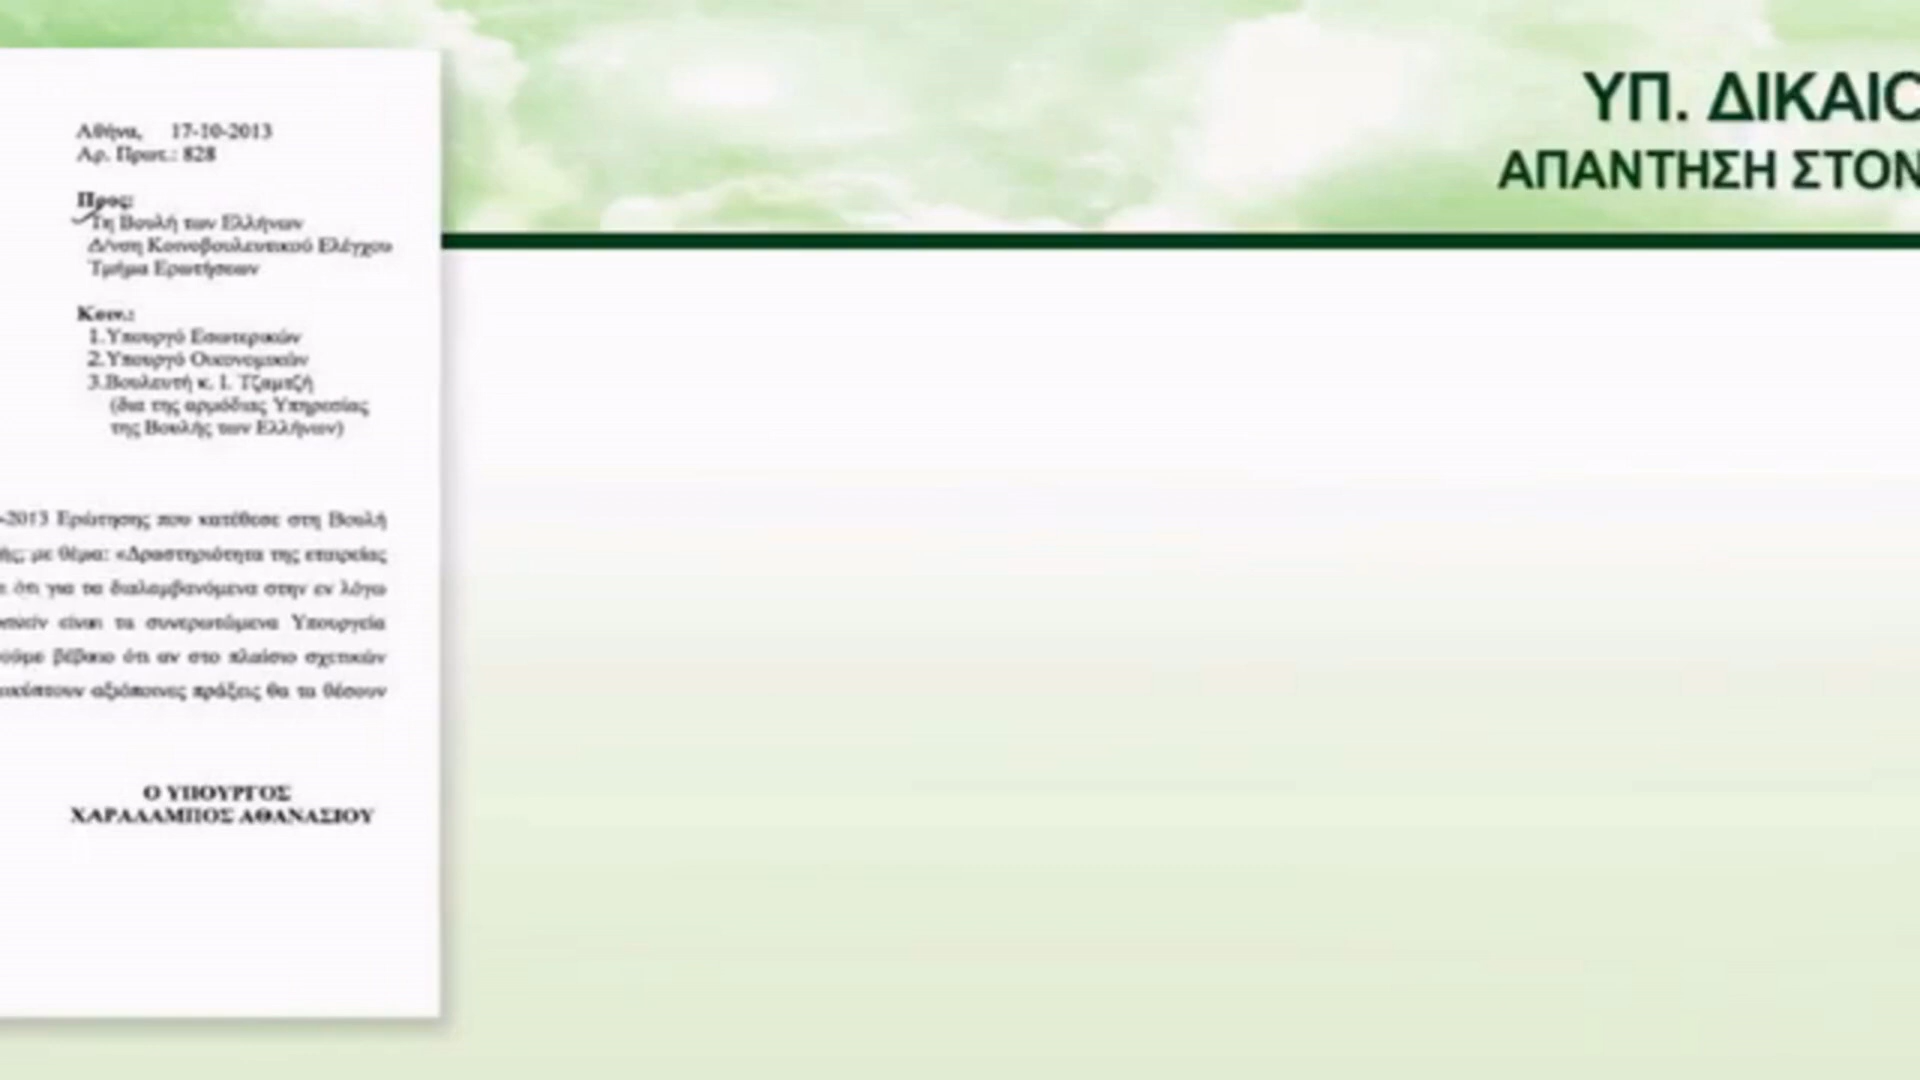 Αθήνα, 17-10-2013
Αρ. Πρωτ.: 828
Προς:
Τη Βουλή των Ελλήνων
Δ/νση Κοινοβουλευτικού Ελέγχου
Τμήμα Ερωτήσεων
Κοιν.:
1.Υπουργό Εσωτερικών
2.Υπουργό Οικονομικών
3.Βουλευτή κ. Ι. Τζαμτζή
(δια της αρμόδιας Υπηρεσίας
της Βουλής των Ελλήνων)
-2013 Ερώτησης που κατέθεσε στη Βουλή
με θέμα: «Δραστηριότητα της εταιρείας
ότι για τα διαλαμβανόμενα στην εν λόγω
είναι τα συνερωτώμενα Υπουργεία
βέβαιο ότι αν στο πλαίσιο σχετικών
αξιόποινες πράξεις θα τα θέσουν
Ο ΥΠΟΥΡΓΟΣ
ΧΑΡΑΛΑΜΠΟΣ ΑΘΑΝΑΣΙΟΥ
ΥΠ. ΔΙΚΑΙΟ
ΑΠΑΝΤΗΣΗ ΣΤΟΝ